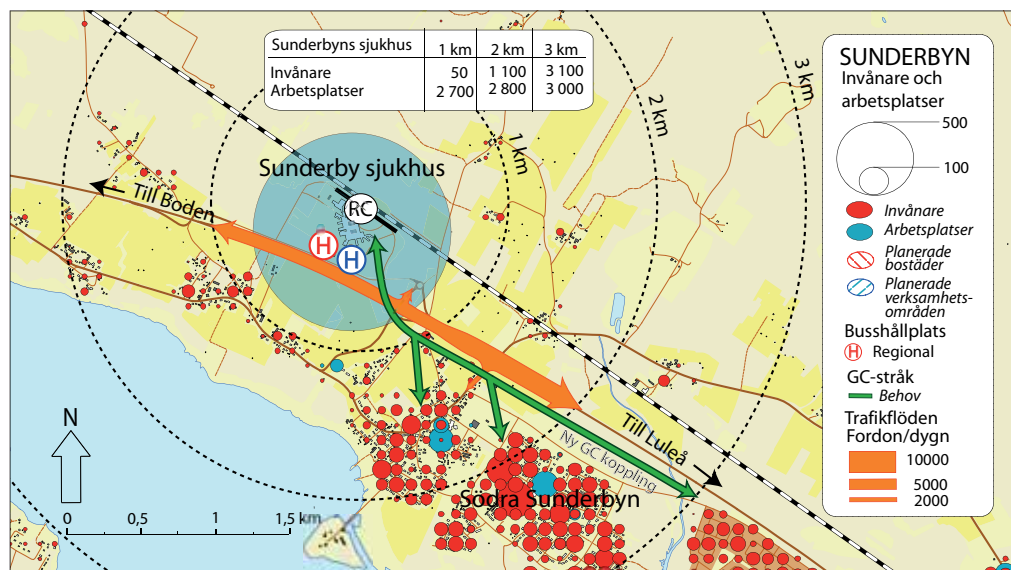 Sunderbyns sjukhus 1 km 2 km 3 km
Invånare 50 1 100 3 100
Arbetsplatser 2 700 2 800 3 000
SUNDERBYN
Invånare och
arbetsplatser
500
100
Invånare
Arbetsplatser
Planerade
bostäder
Planerade
verksamhets-
områden
Busshållplats
H Regional
GC-stråk
Behov
Trafikflöden
Fordon/dygn
10000
5000
2000
3 km
2 km
1 km
Sunderby sjukhus
Till Boden
RC
H
H
Till Luleå
Ny GC koppling
Södra Sunderbyn
N
0 0,5 1 1,5 km